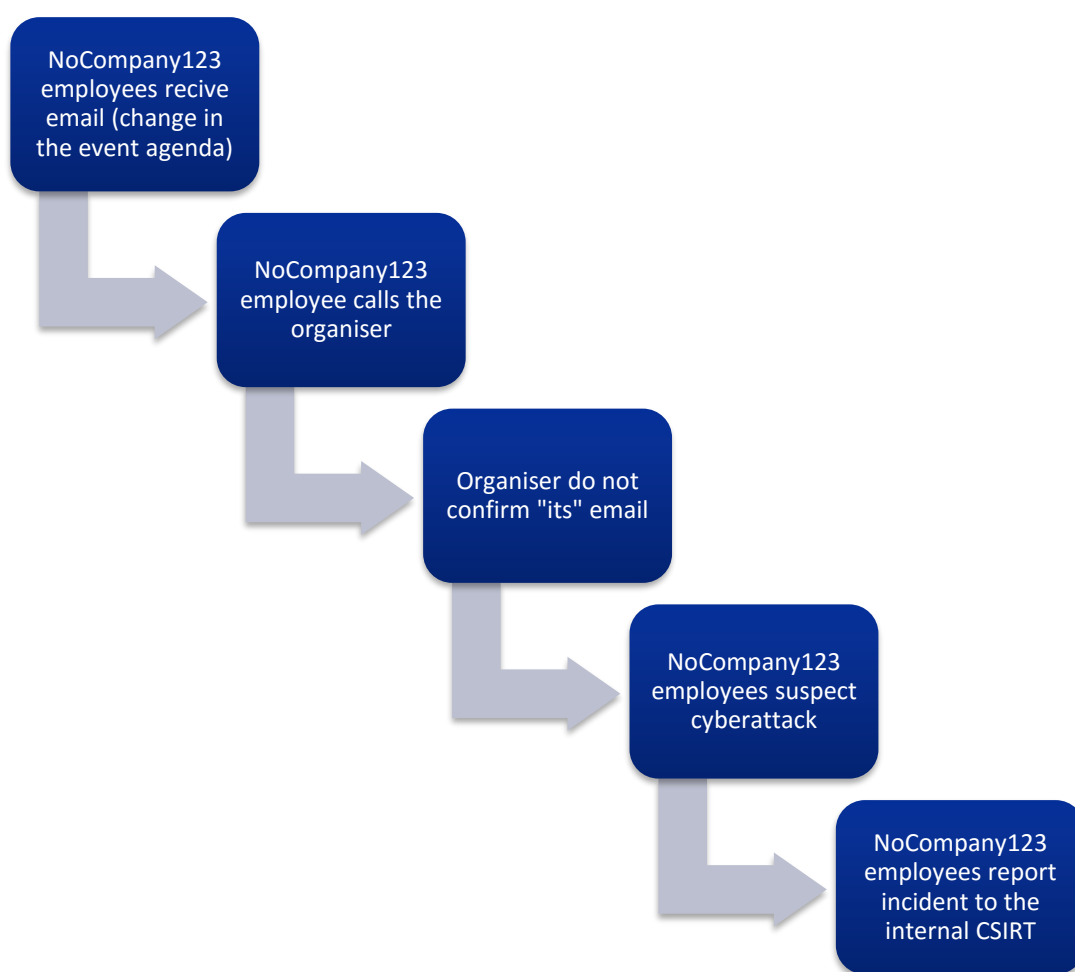 NoCompany123
employees recive
email (change in
the event agenda)
NoCompany123
employee calls the
organiser
Organiser do not
confirm "its" email
NoCompany123
employees suspect
cyberattack
NoCompany123
employees report
incident to the
internal CSIRT